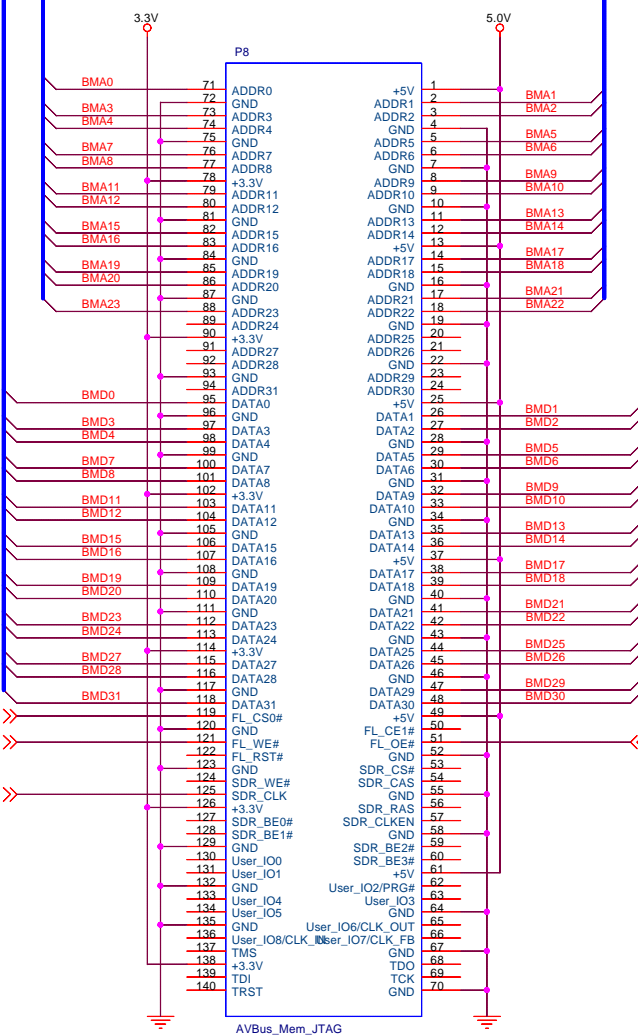 3.3V 5.0V
P8
BMA0 71 ADDR0 +5V 1
72 GND ADDR1 2 BMA1
BMA3 73 ADDR3 ADDR2 3 BMA2
BMA4 74 ADDR4 GND 4
75 GND ADDR5 5 BMA5
BMA7 76 ADDR7 ADDR6 6 BMA6
BMA8 77 ADDR8 GND 7
78 +3.3V ADDR9 8 BMA9
BMA11 79 ADDR11 ADDR10 9 BMA10
BMA12 80 ADDR12 GND 10
81 GND ADDR13 11 BMA13
BMA15 82 ADDR15 ADDR14 12 BMA14
BMA16 83 ADDR16 +5V 13
84 GND ADDR17 14 BMA17
BMA19 85 ADDR19 ADDR18 15 BMA18
BMA20 86 ADDR20 GND 16
87 GND ADDR21 17 BMA21
BMA23 88 ADDR23 ADDR22 18 BMA22
89 ADDR24 GND 19
90 +3.3V ADDR25 20
91 ADDR27 ADDR26 21
92 ADDR28 GND 22
93 GND ADDR29 23
94 ADDR31 ADDR30 24
BMD0 95 DATA0 +5V 25
96 GND DATA1 26 BMD1
BMD3 97 DATA3 DATA2 27 BMD2
BMD4 98 DATA4 GND 28
99 GND DATA5 29 BMD5
BMD7 100 DATA7 DATA6 30 BMD6
BMD8 101 DATA8 GND 31
102 +3.3V DATA9 32 BMD9
BMD11 103 DATA11 DATA10 33 BMD10
BMD12 104 DATA12 GND 34
105 GND DATA13 35 BMD13
BMD15 106 DATA15 DATA14 36 BMD14
BMD16 107 DATA16 +5V 37
108 GND DATA17 38 BMD17
BMD19 109 DATA19 DATA18 39 BMD18
BMD20 110 DATA20 GND 40
111 GND DATA21 41 BMD21
BMD23 112 DATA23 DATA22 42 BMD22
BMD24 113 DATA24 GND 43
114 +3.3V DATA25 44 BMD25
BMD27 115 DATA27 DATA26 45 BMD26
BMD28 116 DATA28 GND 46
117 GND DATA29 47 BMD29
BMD31 118 DATA31 DATA30 48 BMD30
119 FL_CS0# +5V 49
120 GND FL_CE1# 50
121 FL_WE# FL_OE# 51
122 FL_RST# GND 52
123 GND SDR_CS# 53
124 SDR_WE# SDR_CAS 54
125 SDR_CLK GND 55
126 +3.3V SDR_RAS 56
127 SDR_BE0# SDR_CLKEN 57
128 SDR_BE1# GND 58
129 GND SDR_BE2# 59
130 User_IO0 SDR_BE3# 60
131 User_IO1 +5V 61
132 GND User_IO2/PRG# 62
133 User_IO4 User_IO3 63
134 User_IO5 GND 64
135 GND User_IO6/CLK_OUT 65
136 User_IO8/CLK_IN User_IO7/CLK_FB 66
137 TMS GND 67
138 +3.3V TDO 68
139 TDI TCK 69
140 TRST GND 70
AVBus_Mem_JTAG